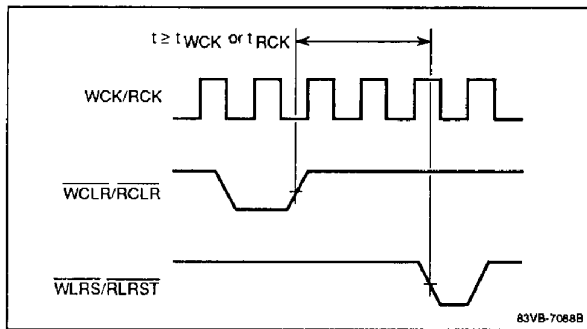 t ≥ tWCK or tRCK
WCK/RCK
WCLR/RCLR
WLRS/RLRST
83VB-7088B